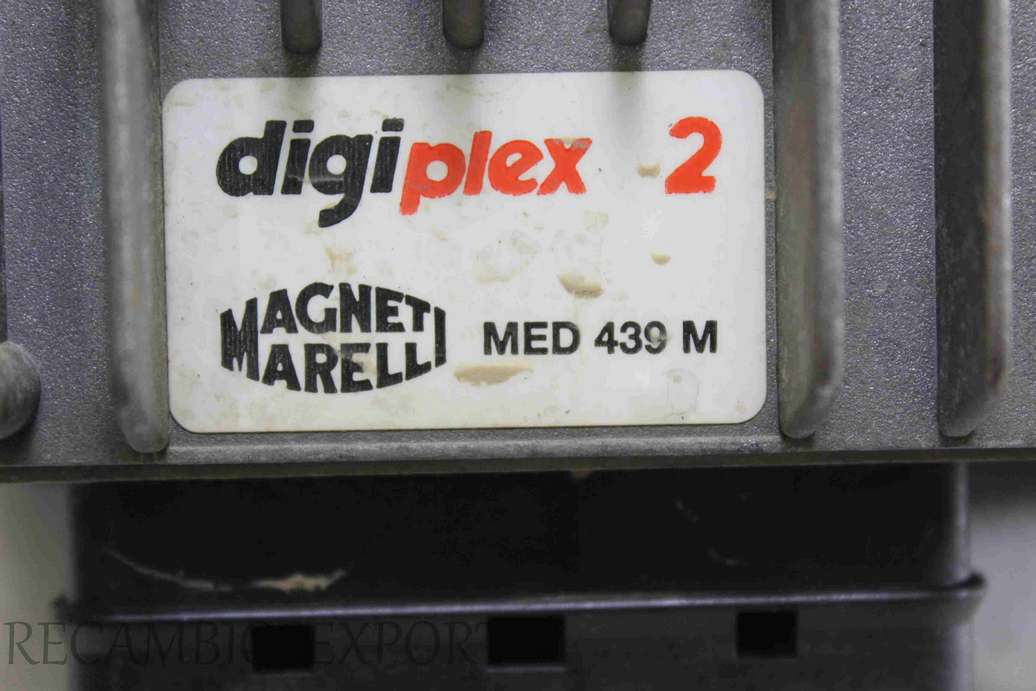 digiplex 2
MAGNETI MARELLI
MED 439 M
RECAMBIO EXPORT